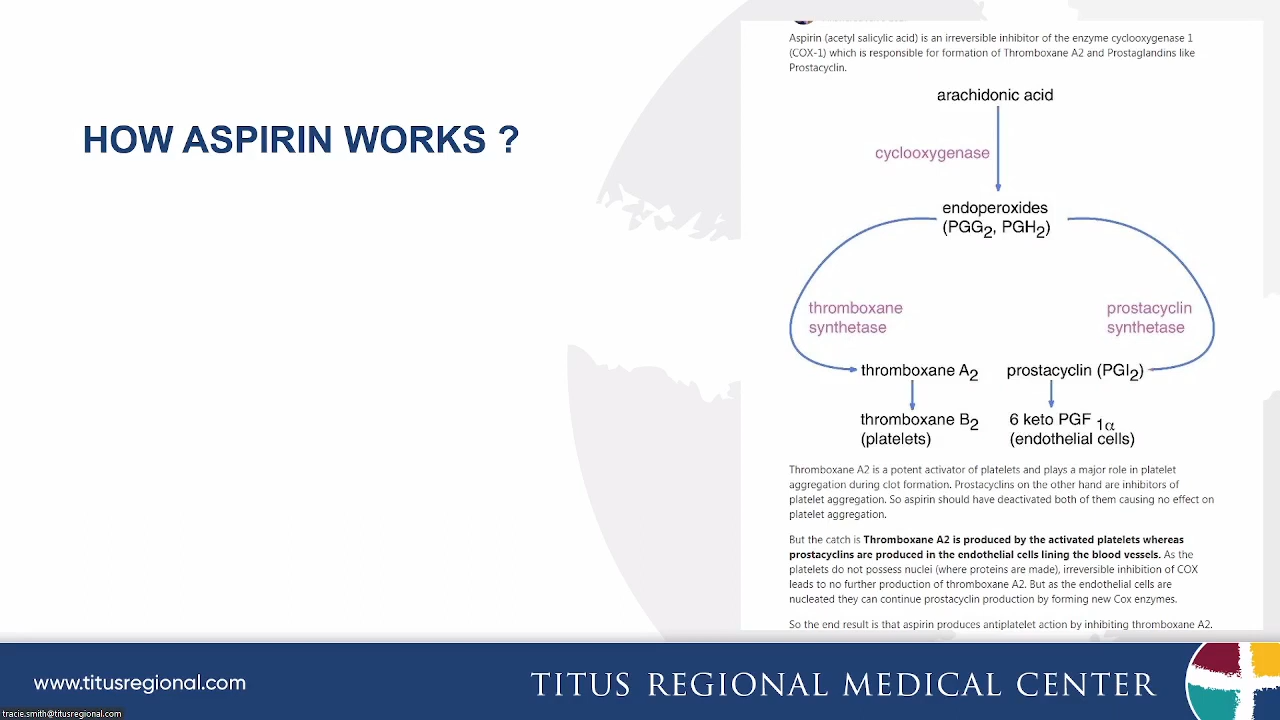 HOW ASPIRIN WORKS ?
Aspirin (acetyl salicylic acid) is an irreversible inhibitor of the enzyme cyclooxygenase 1
(COX-1) which is responsible for formation of Thromboxane A2 and Prostaglandins like
Prostacyclin.
arachidonic acid
cyclooxygenase
endoperoxides
(PGG2, PGH2)
thromboxane
synthetase
prostacyclin
synthetase
thromboxane A2
prostacyclin (PGI2)
thromboxane B2
(platelets)
6 keto PGF 1α
(endothelial cells)
Thromboxane A2 is a potent activator of platelets and plays a major role in platelet
aggregation during clot formation. Prostacyclins on the other hand are inhibitors of
platelet aggregation. So aspirin should have deactivated both of them causing no effect on
platelet aggregation.
But the catch is Thromboxane A2 is produced by the activated platelets whereas
prostacyclins are produced in the endothelial cells lining the blood vessels. As the
platelets do not possess nuclei (where proteins are made), irreversible inhibition of COX
leads to no further production of thromboxane A2. But as the endothelial cells are
nucleated they can continue prostacyclin production by forming new Cox enzymes.
So the end result is that aspirin produces antiplatelet action by inhibiting thromboxane A2.
www.titusregional.com
TITUS REGIONAL MEDICAL CENTER
tracie.smith@titusregional.com